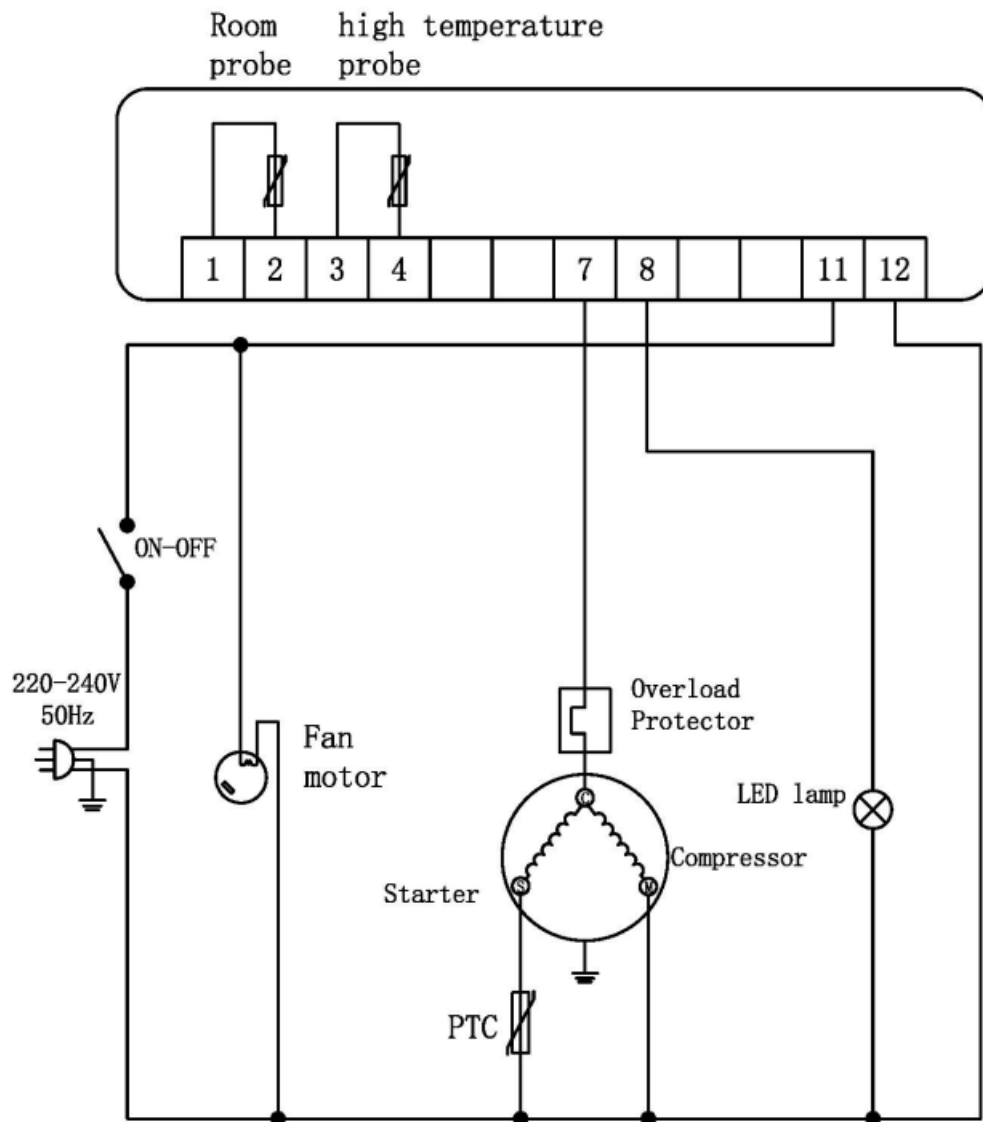 Room
probe
high temperature
probe
1 2 3 4 7 8 11 12
ON-OFF
220-240V
50Hz
Fan
motor
Overload
Protector
LED lamp
C
Compressor
S
M
Starter
PTC